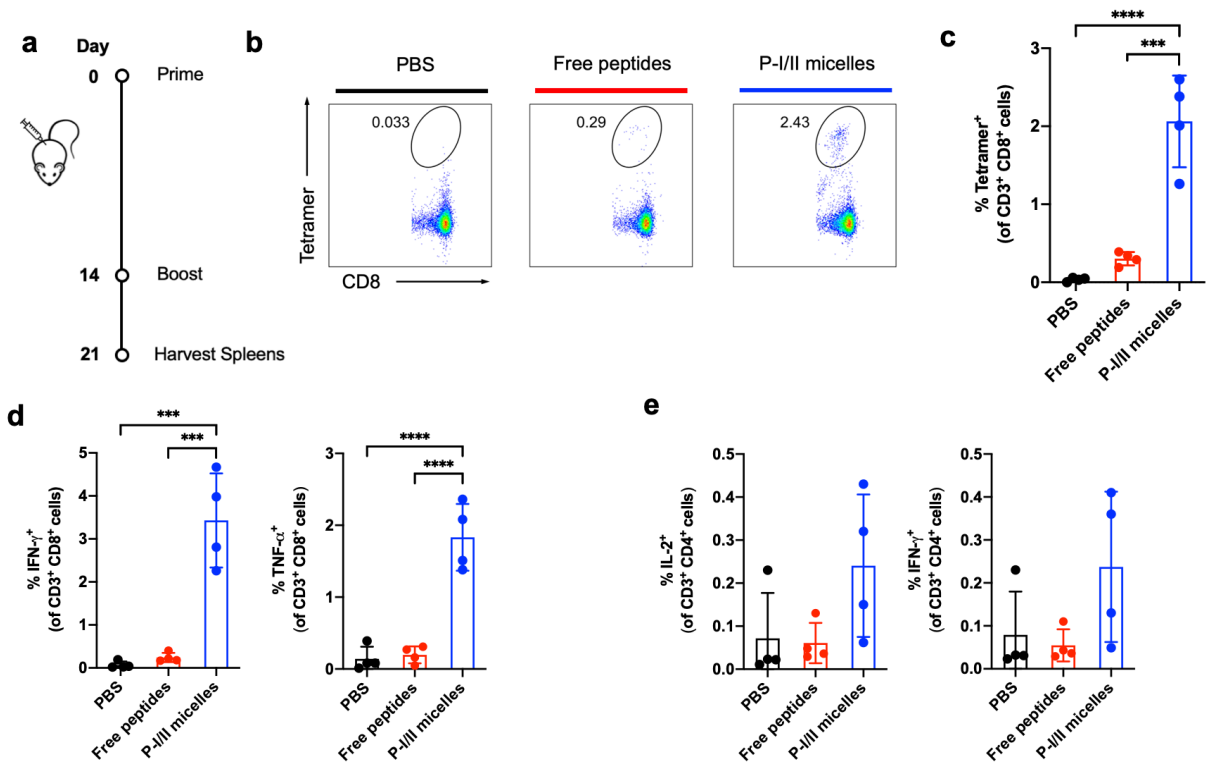 a
Day
0 Prime
14 Boost
21 Harvest Spleens
b
PBS
Free peptides
P-I/II micelles
0.033
0.29
2.43
Tetramer
CD8
c
****
***
% Tetramer⁺
(of CD3⁺ CD8⁺ cells)
3
2
1
0
PBS
Free peptides
P-I/II micelles
d
***
***
% IFN-γ⁺
(of CD3⁺ CD8⁺ cells)
5
4
3
2
1
0
PBS
Free peptides
P-I/II micelles
****
****
% TNF-α⁺
(of CD3⁺ CD8⁺ cells)
3
2
1
0
PBS
Free peptides
P-I/II micelles
e
% IL-2⁺
(of CD3⁺ CD4⁺ cells)
0.5
0.4
0.3
0.2
0.1
0.0
PBS
Free peptides
P-I/II micelles
% IFN-γ⁺
(of CD3⁺ CD4⁺ cells)
0.5
0.4
0.3
0.2
0.1
0.0
PBS
Free peptides
P-I/II micelles